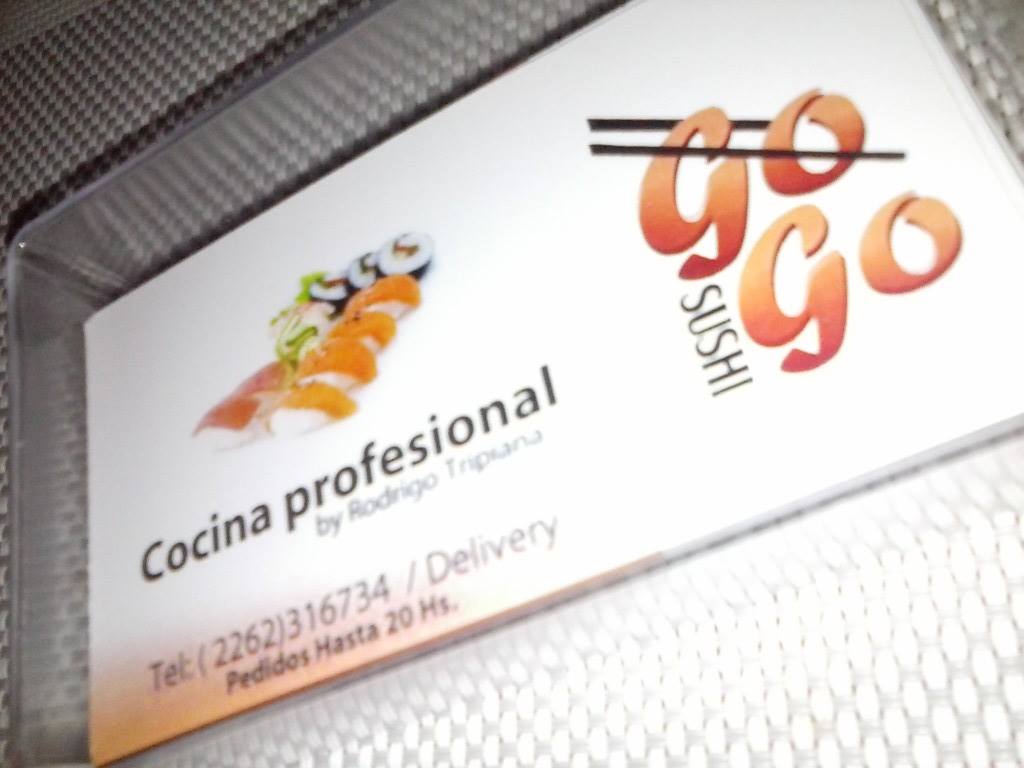 GO
GO
SUSHI
Cocina profesional
by Rodrigo Tripiana
Tel:(2262)316734 / Delivery
Pedidos Hasta 20 Hs.